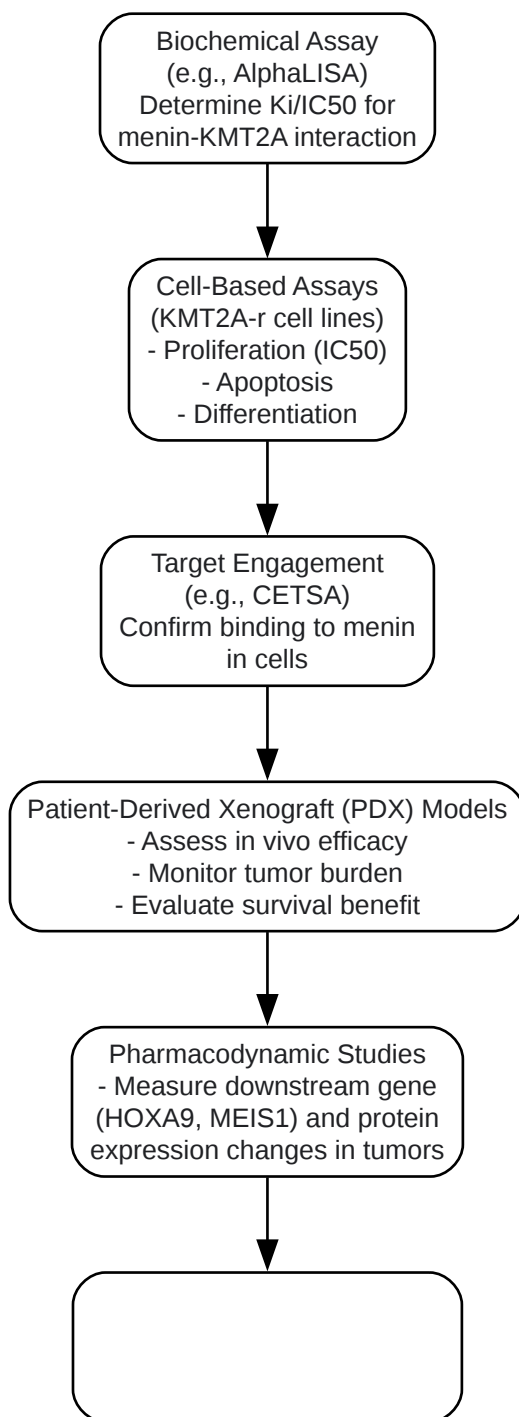 Biochemical Assay
(e.g., AlphaLISA)
Determine Ki/IC50 for
menin-KMT2A interaction
Cell-Based Assays
(KMT2A-r cell lines)
- Proliferation (IC50)
- Apoptosis
- Differentiation
Target Engagement
(e.g., CETSA)
Confirm binding to menin
in cells
Patient-Derived Xenograft (PDX) Models
- Assess in vivo efficacy
- Monitor tumor burden
- Evaluate survival benefit
Pharmacodynamic Studies
- Measure downstream gene
(HOXA9, MEIS1) and protein
expression changes in tumors